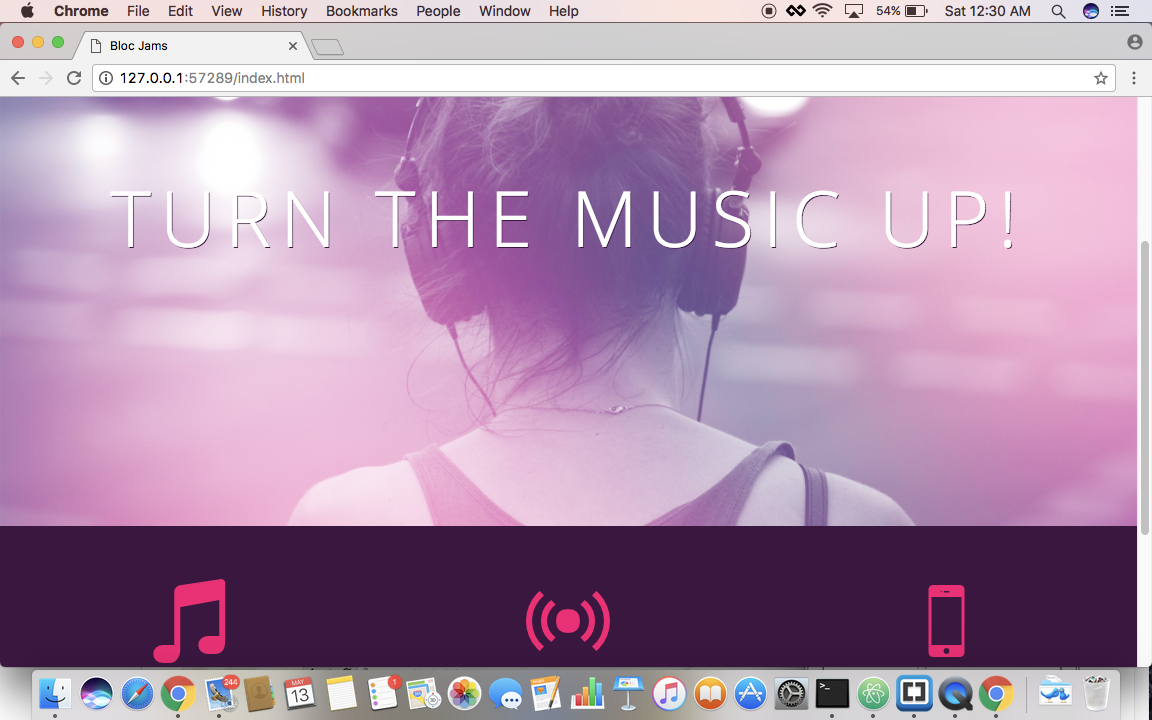 Chrome File Edit View History Bookmarks People Window Help 54% Sat 12:30 AM
Bloc Jams
127.0.0.1:57289/index.html
TURN THE MUSIC UP!
244
MAY
13
1